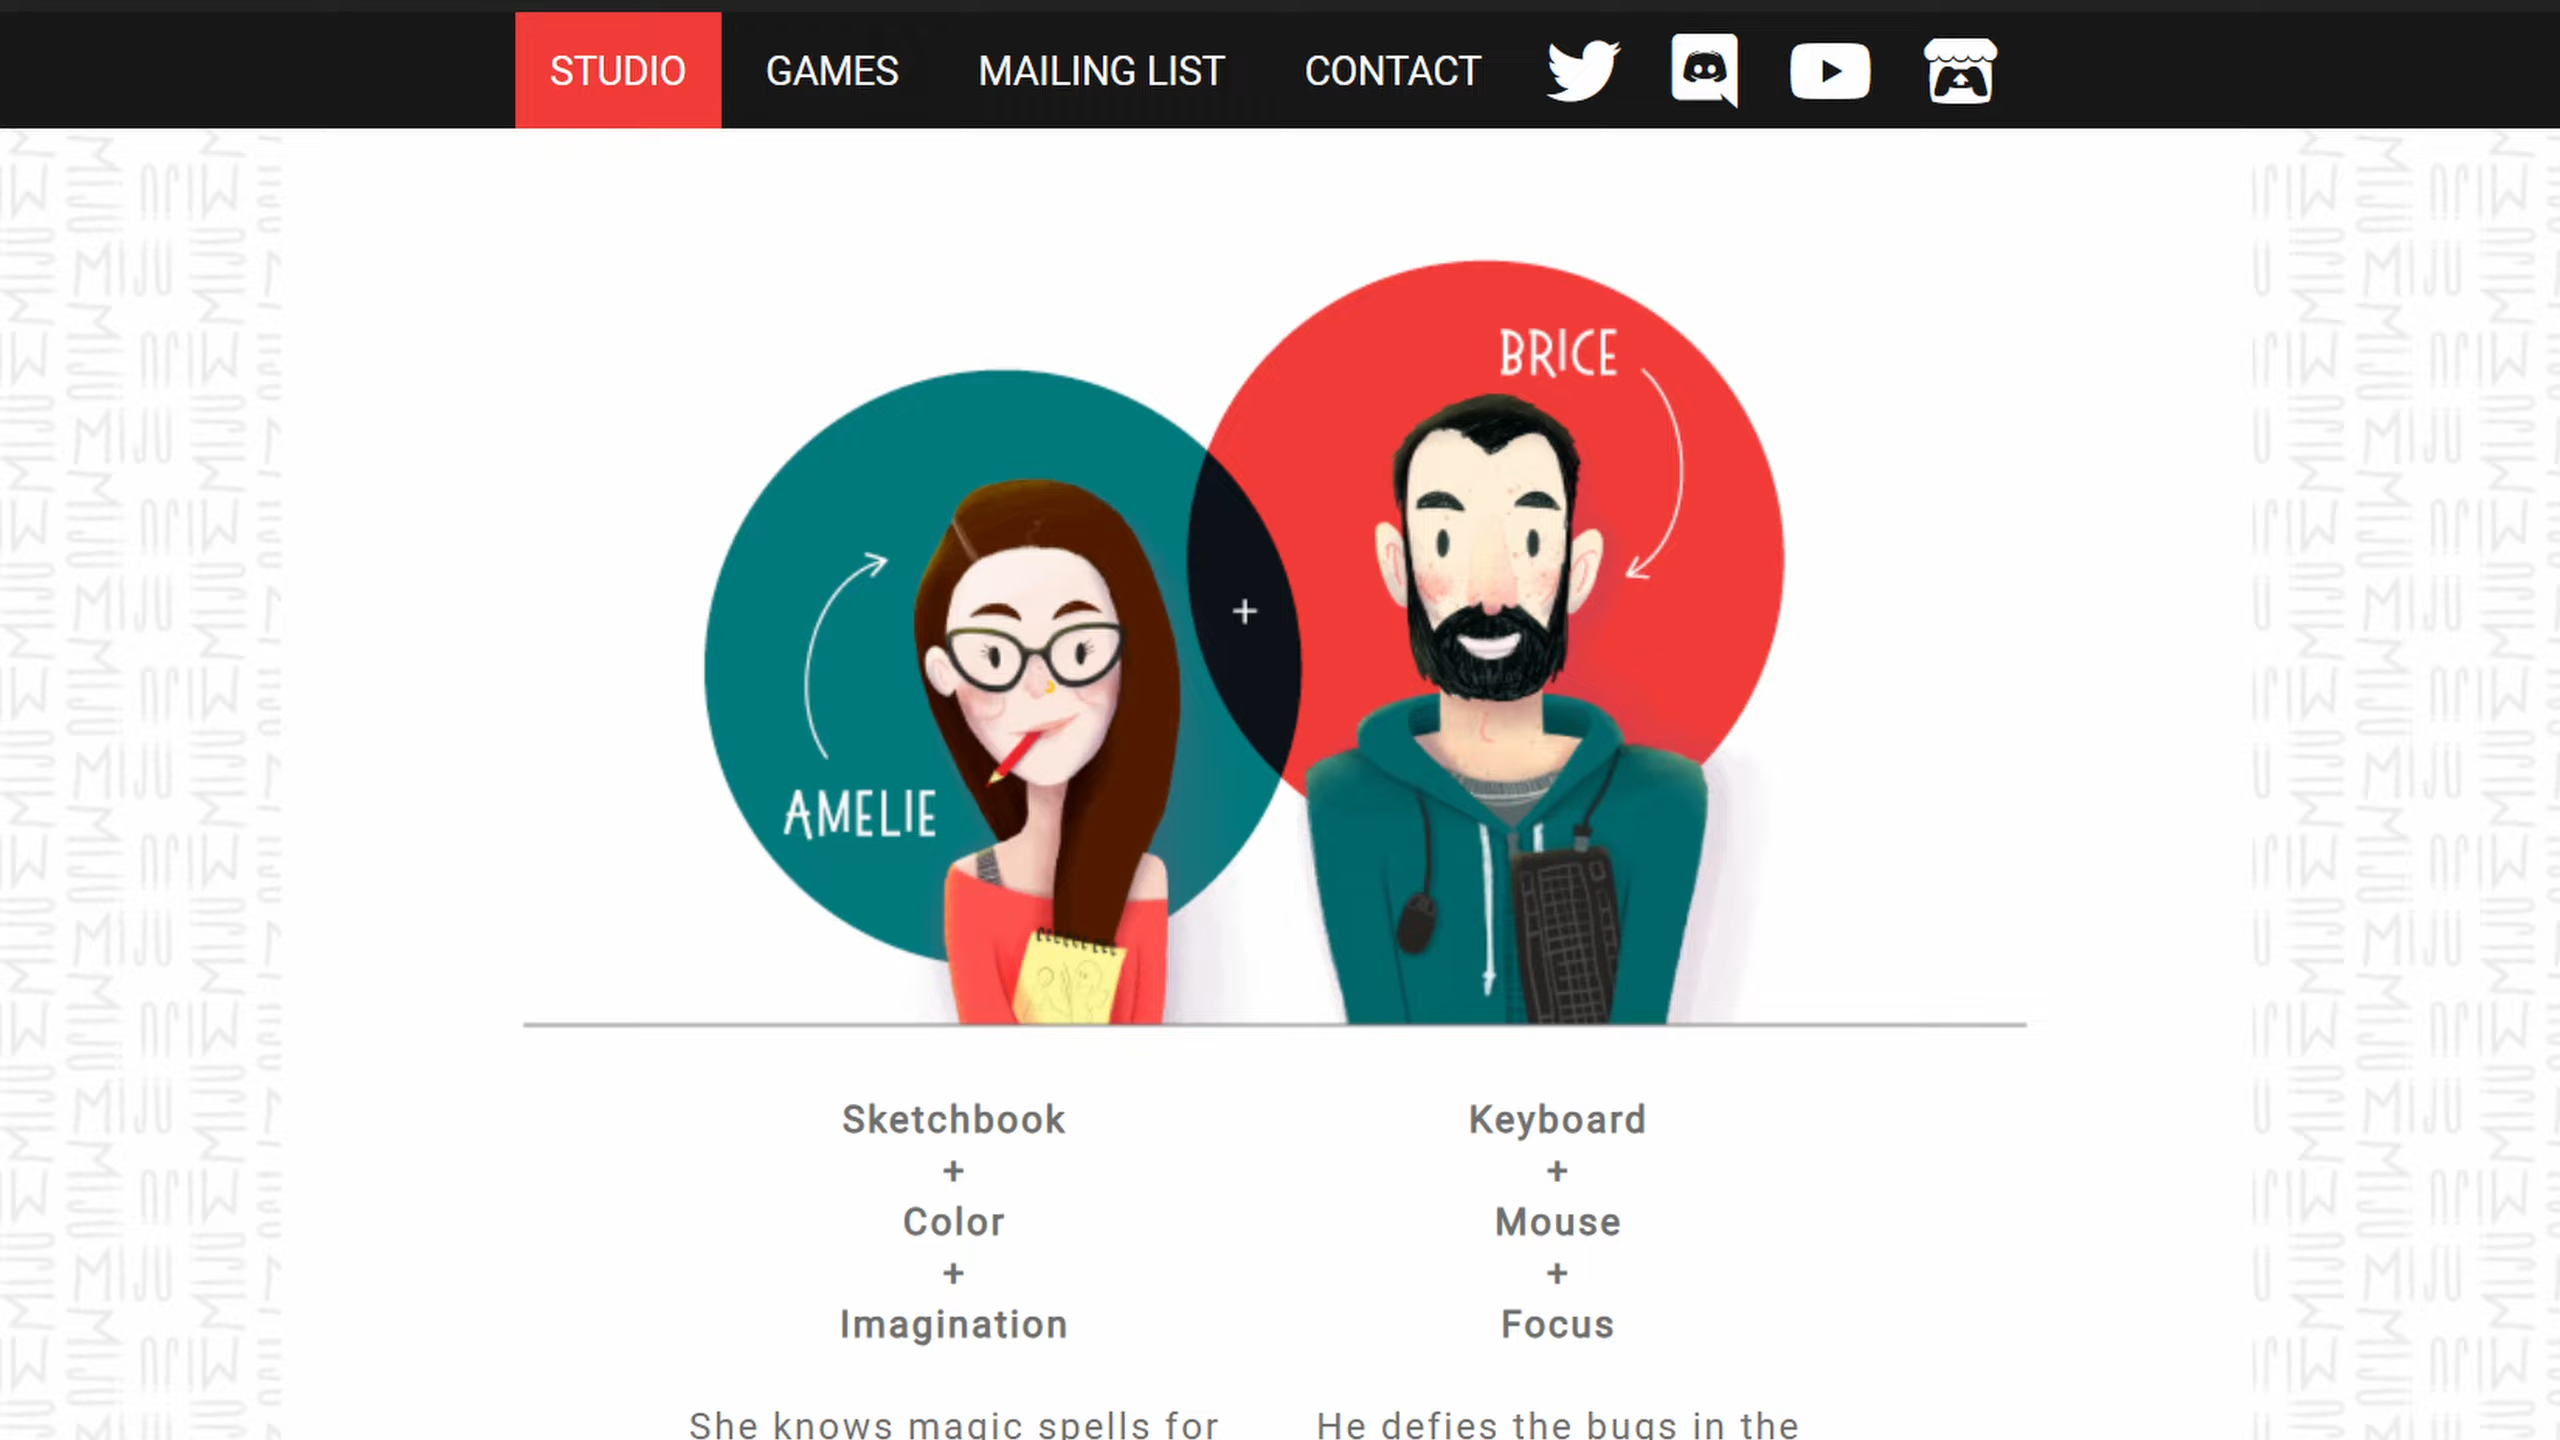 STUDIO GAMES MAILING LIST CONTACT
BRICE
+
AMELIE
Sketchbook
+
Color
+
Imagination
Keyboard
+
Mouse
+
Focus
She knows magic spells for
He defies the bugs in the
MIJU